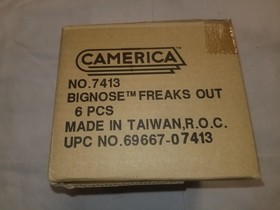 CAMERICA
NO.7413
BIGNOSE™ FREAKS OUT
6 PCS
MADE IN TAIWAN,R.O.C.
UPC NO.69667-07413